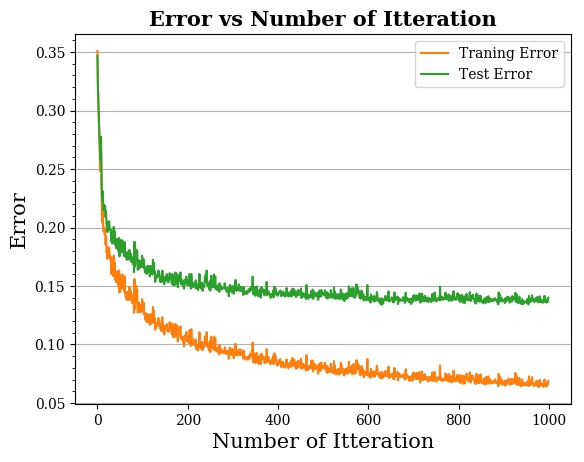 Error vs Number of Itteration
Traning Error
Test Error
Error
0.35
0.30
0.25
0.20
0.15
0.10
0.05
0
200
400
600
800
1000
Number of Itteration